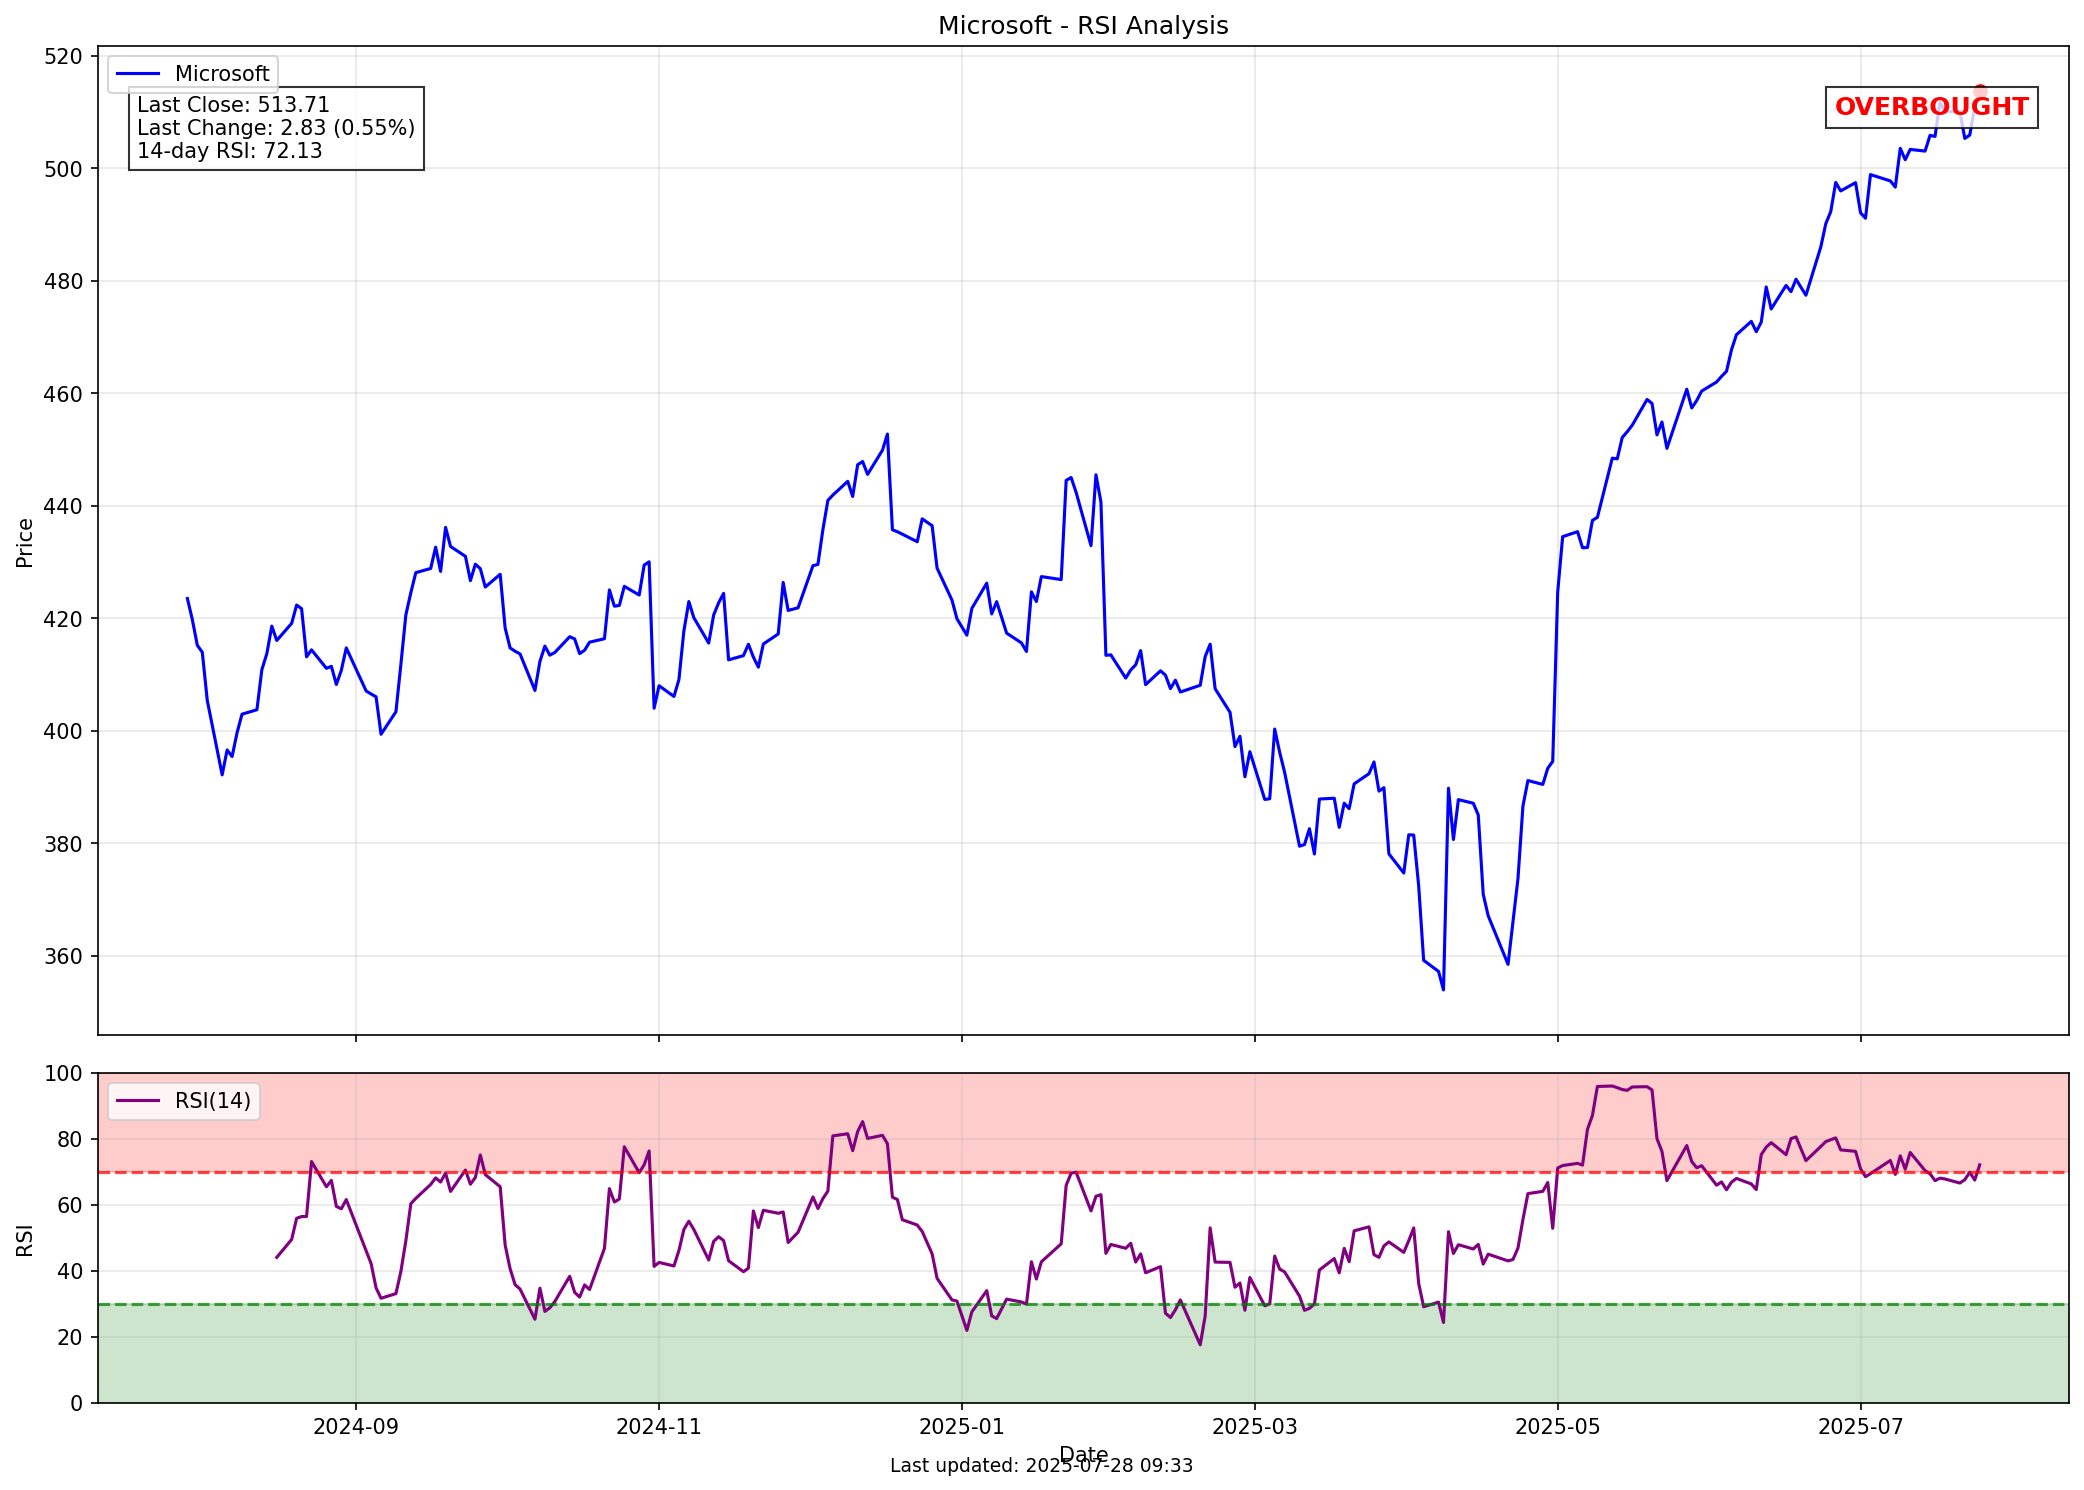 Microsoft - RSI Analysis
Microsoft
Last Close: 513.71
Last Change: 2.83 (0.55%)
14-day RSI: 72.13
OVERBOUGHT
Price
520
500
480
460
440
420
400
380
360
RSI(14)
RSI
100
80
60
40
20
0
2024-09 2024-11 2025-01 2025-03 2025-05 2025-07
Date
Last updated: 2025-07-28 09:33